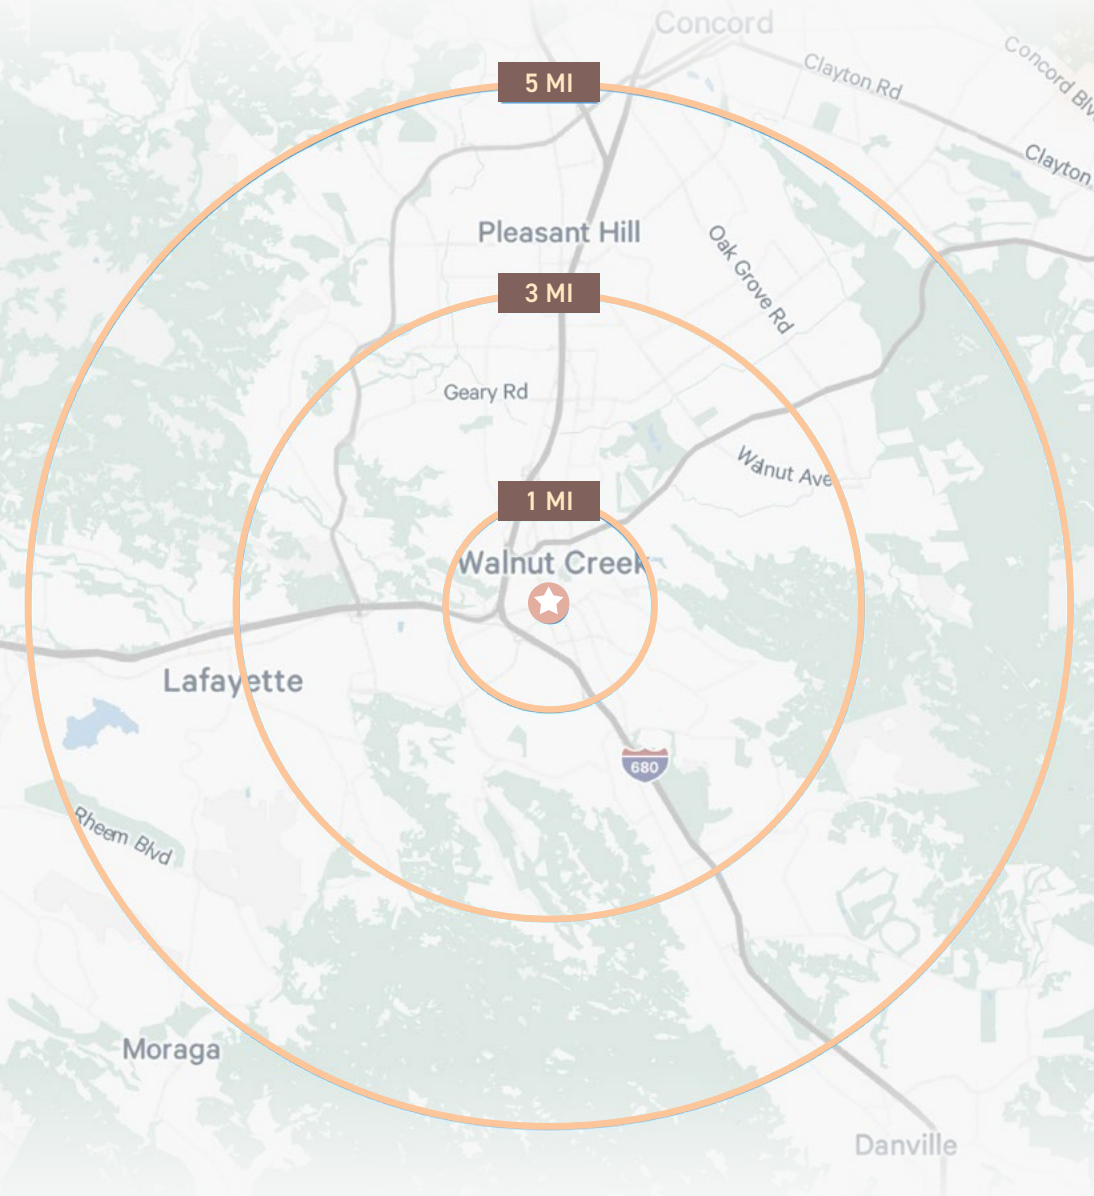 Concord
Clayton Rd
Concord Blv
5 MI
Clayton
Pleasant Hill
Oak Grove Rd
3 MI
Geary Rd
Walnut Ave
1 MI
Walnut Creek
Lafayette
680
Rheem Blvd
Moraga
Danville